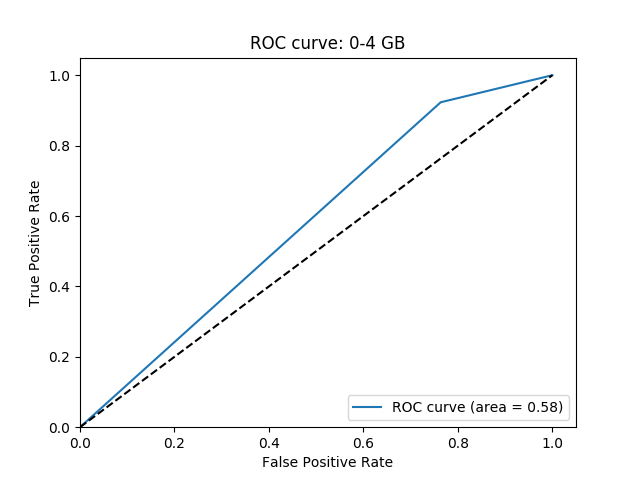 ROC curve: 0-4 GB
True Positive Rate
1.0
0.8
0.6
0.4
0.2
0.0
ROC curve (area = 0.58)
0.0 0.2 0.4 0.6 0.8 1.0
False Positive Rate